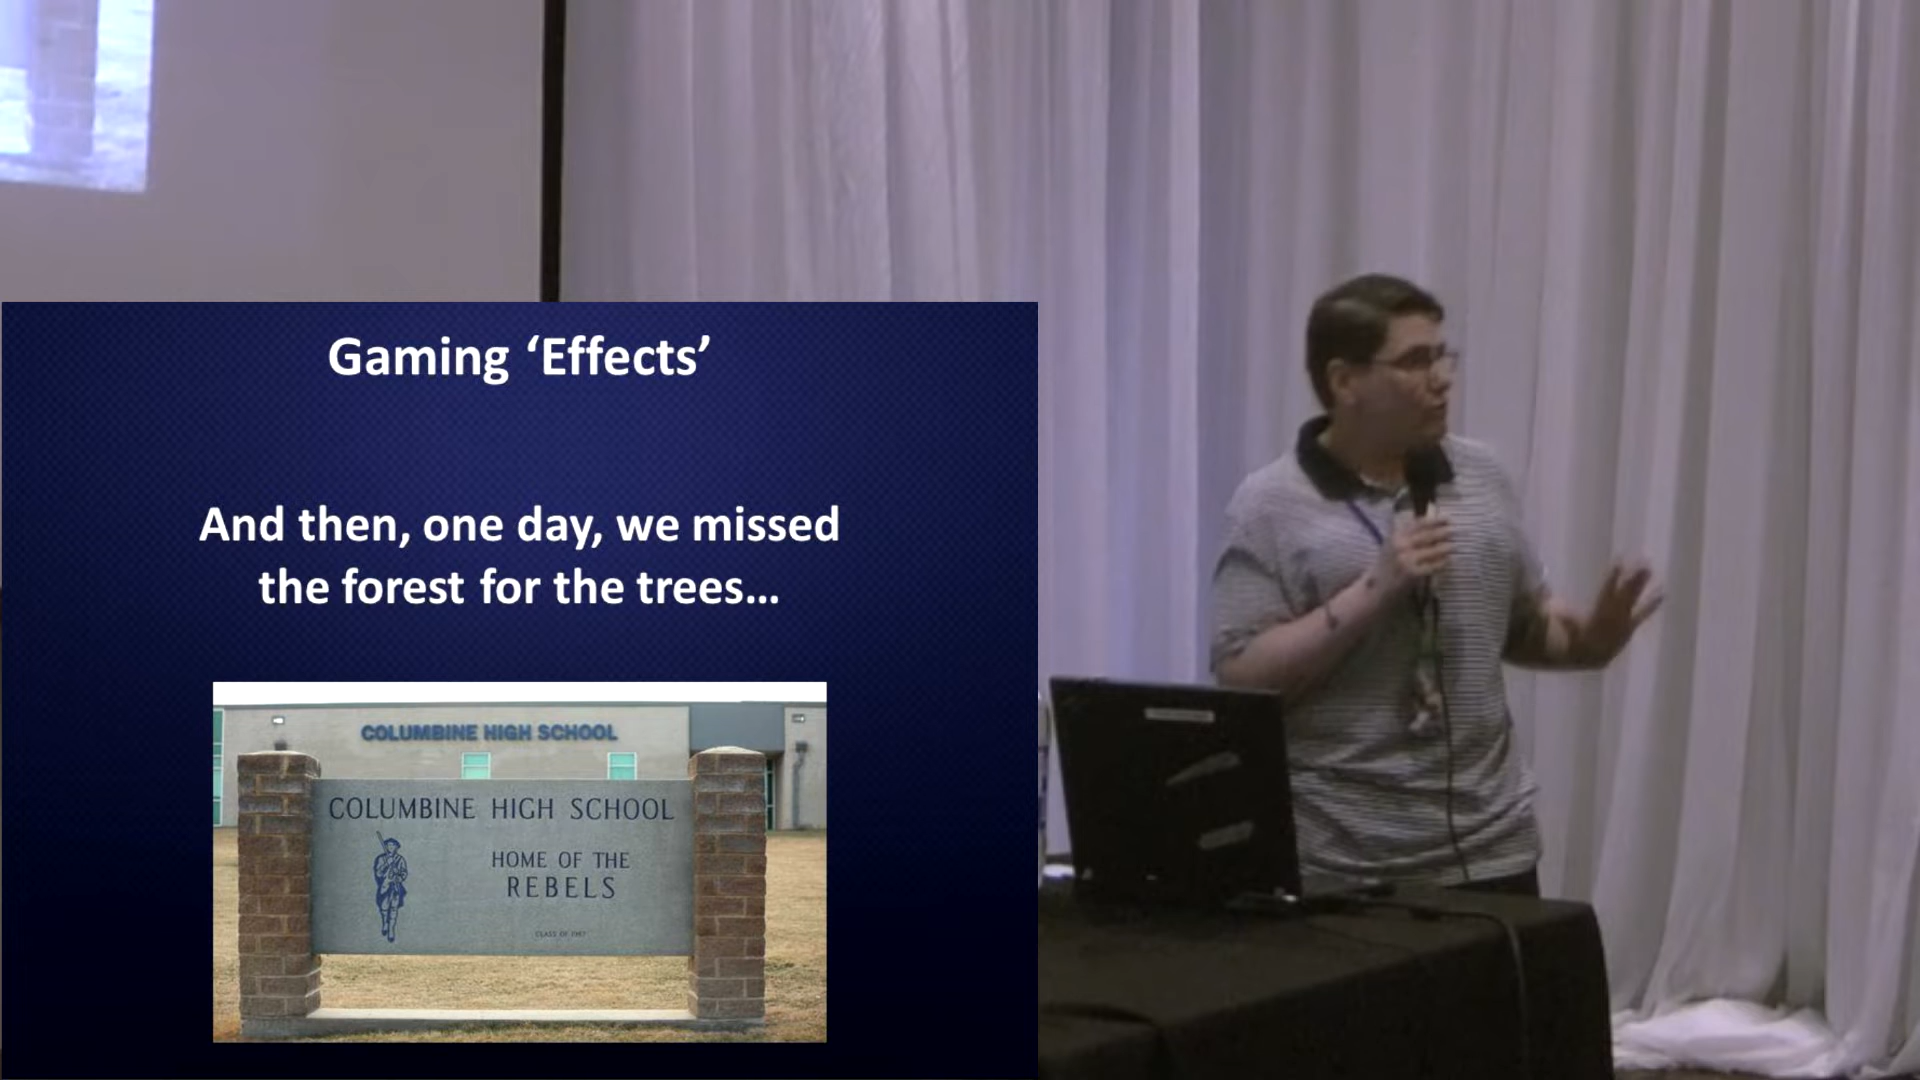 Gaming ‘Effects’
And then, one day, we missed
the forest for the trees…
COLUMBINE HIGH SCHOOL
COLUMBINE HIGH SCHOOL
HOME OF THE
REBELS